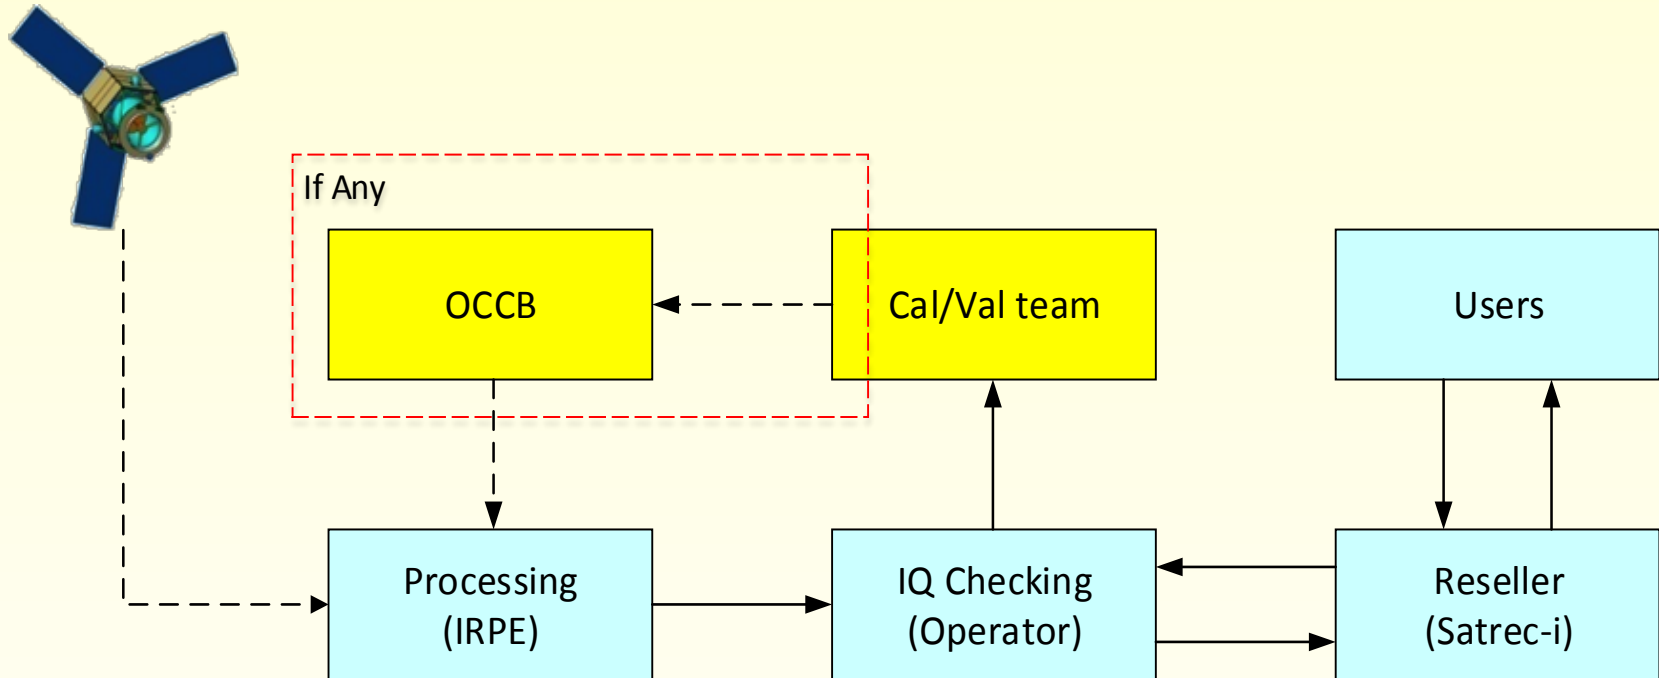 If Any
OCCB
Cal/Val team
Users
Processing
(IRPE)
IQ Checking
(Operator)
Reseller
(Satrec-i)